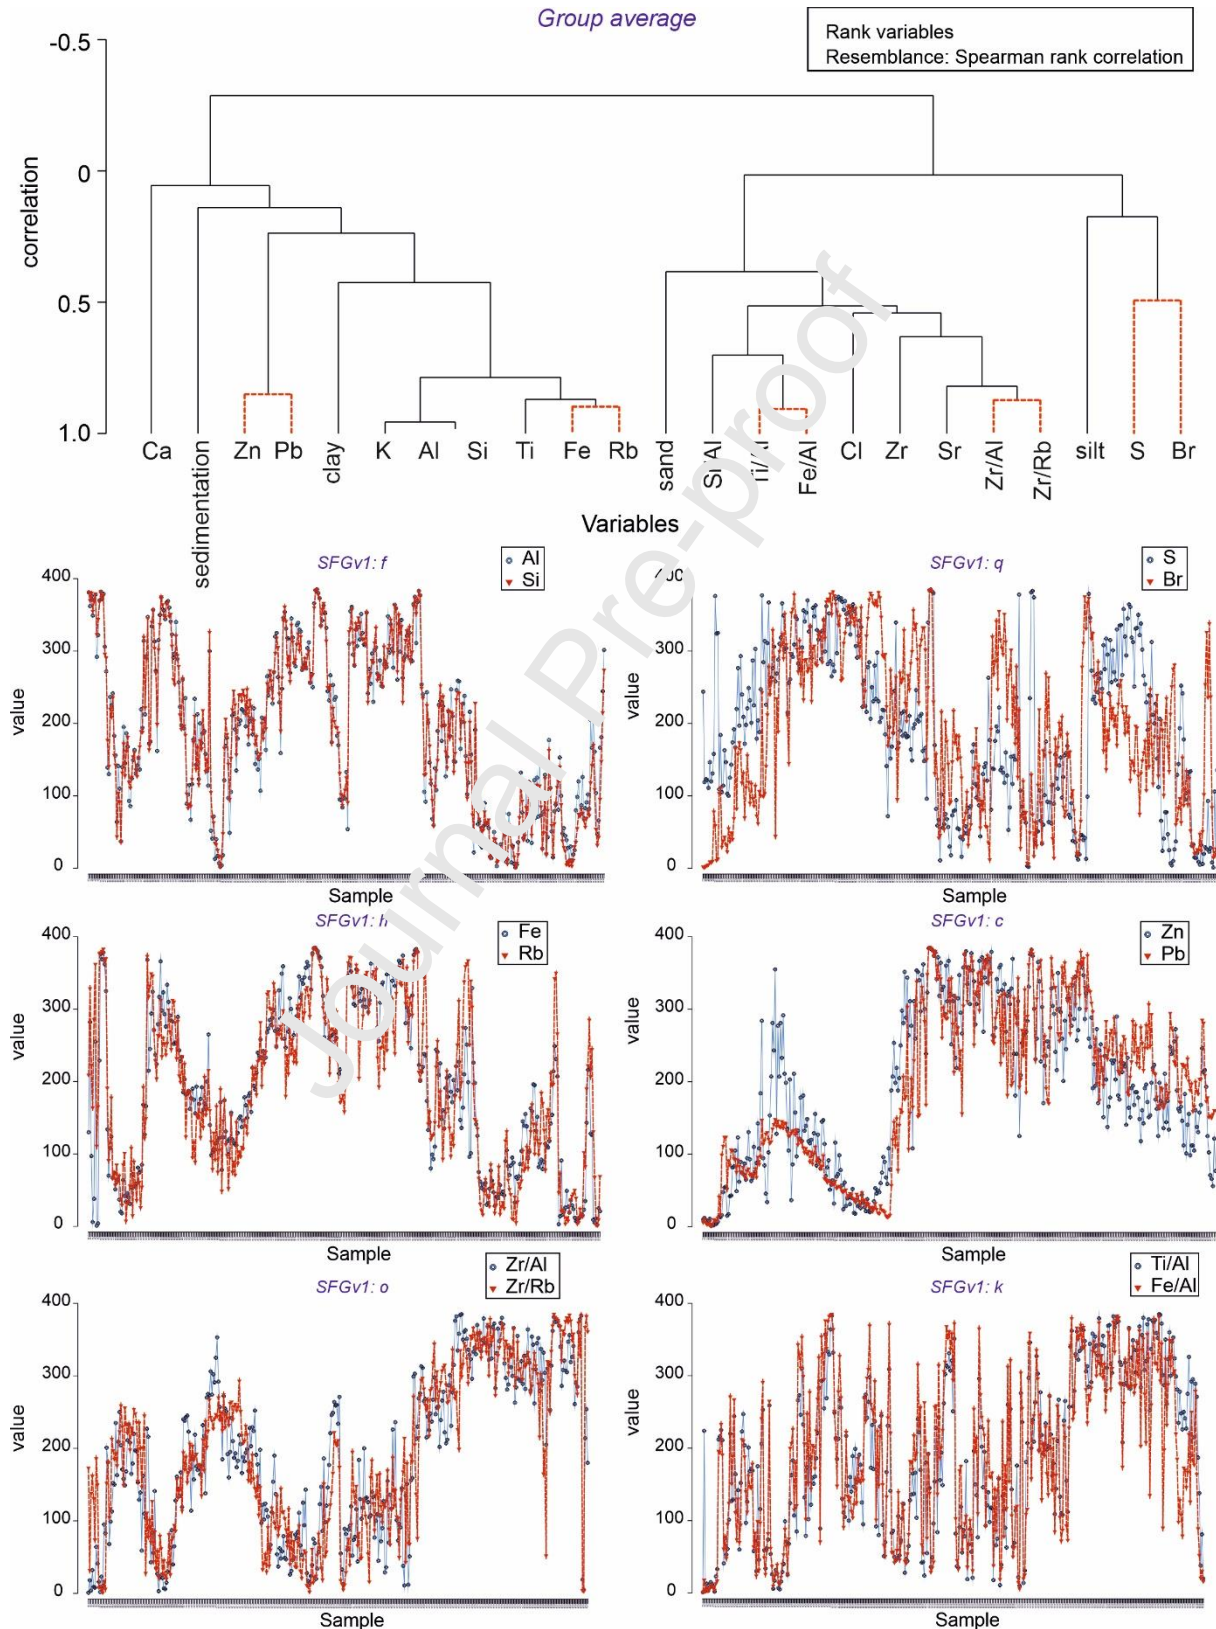 Group average
Rank variables
Resemblance: Spearman rank correlation
-0.5
0
0.5
1.0
correlation
Ca
sedimentation
Zn
Pb
clay
K
Al
Si
Ti
Fe
Rb
sand
Si/Al
Ti/Al
Fe/Al
Cl
Zr
Sr
Zr/Al
Zr/Rb
silt
S
Br
Variables
Journal Pre-proof
SFGv1: f
Al
Si
400
300
200
100
0
value
Sample
SFGv1: q
S
Br
400
300
200
100
0
value
Sample
SFGv1: h
Fe
Rb
400
300
200
100
0
value
Sample
SFGv1: c
Zn
Pb
400
300
200
100
0
value
Sample
SFGv1: o
Zr/Al
Zr/Rb
400
300
200
100
0
value
Sample
SFGv1: k
Ti/Al
Fe/Al
400
300
200
100
0
value
Sample